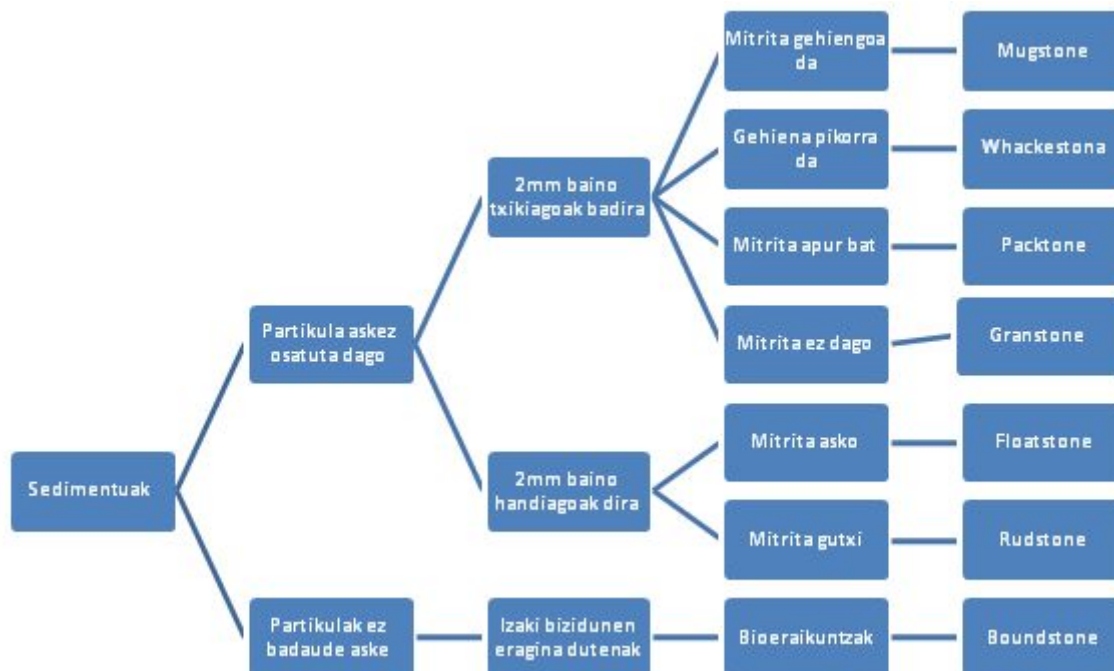 Sedimentuak
Partikula askez
osatuta dago
2mm baino
txikiagoak badira
Mitrita gehiengoa
da
Mugstone
Gehiena pikorra
da
Whackestona
Mitrita apur bat
Packtone
Mitrita ez dago
Granstone
2mm baino
handiagoak dira
Mitrita asko
Floatstone
Mitrita gutxi
Rudstone
Partikulak ez
badaude aske
Izaki bizidunen
eragina dutenak
Bioeraikuntzak
Boundstone